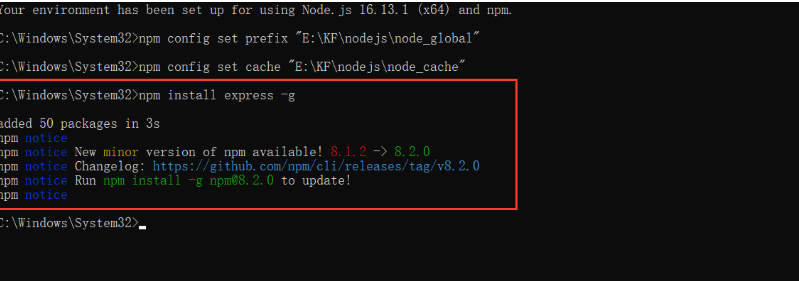 Your environment has been set up for using Node.js 16.13.1 (x64) and npm.
C:\Windows\System32>npm config set prefix "E:\KF\nodejs\node_global"
C:\Windows\System32>npm config set cache "E:\KF\nodejs\node_cache"
C:\Windows\System32>npm install express -g
added 50 packages in 3s
npm notice
npm notice New minor version of npm available! 8.1.2 -> 8.2.0
npm notice Changelog: https://github.com/npm/cli/releases/tag/v8.2.0
npm notice Run npm install -g npm@8.2.0 to update!
npm notice
C:\Windows\System32>